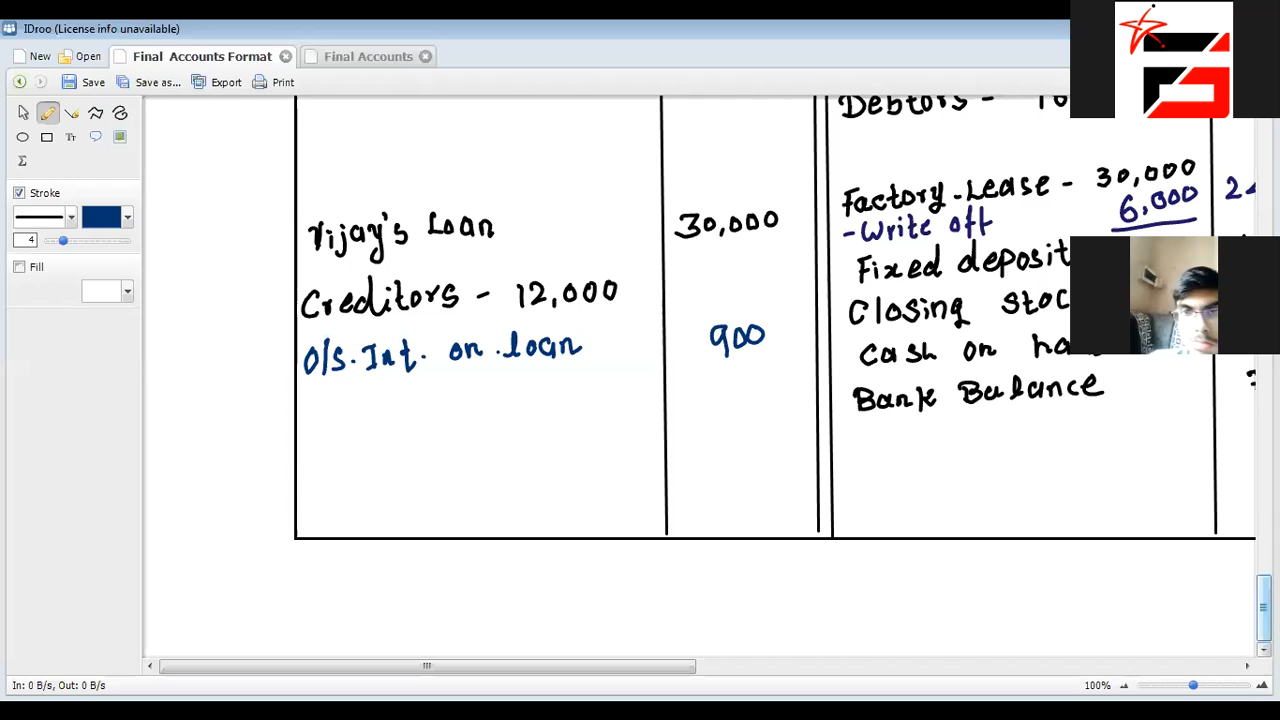 IDroo (License info unavailable)
New Open Final Accounts Format Final Accounts
Save Save as... Export Print
Stroke
4
Fill
Debtors -
Factory Lease - 30,000
- Write off 6,000
Fixed deposit
Closing
Cash on
Bank Balance
Vijay's Loan 30,000
Creditors - 12,000
O/S. Int. on loan 900
In: 0 B/s, Out: 0 B/s
100%